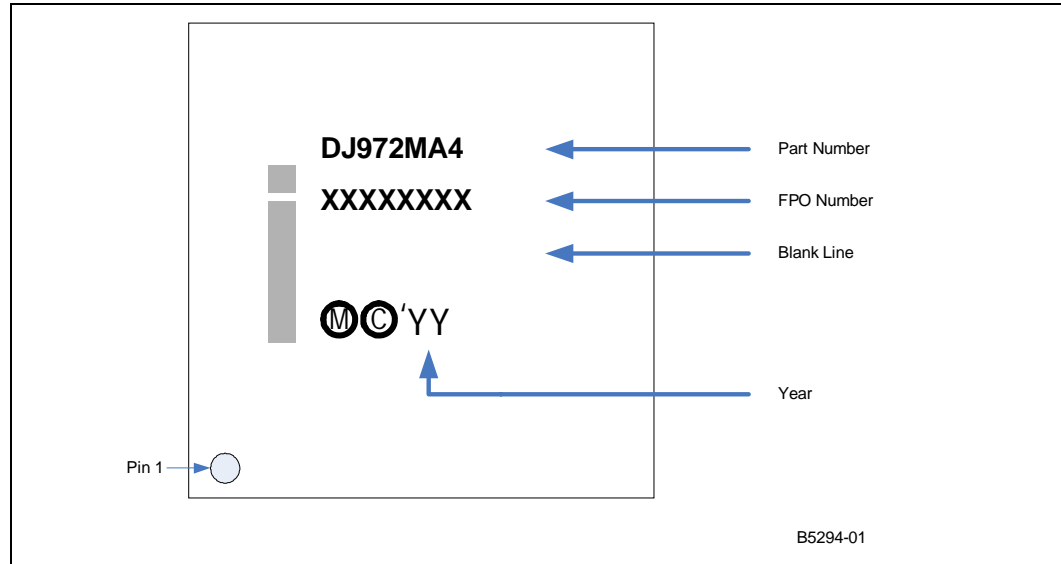 DJ972MA4
Part Number
XXXXXXXX
FPO Number
Blank Line
ⓂⒸ'YY
Year
Pin 1
B5294-01